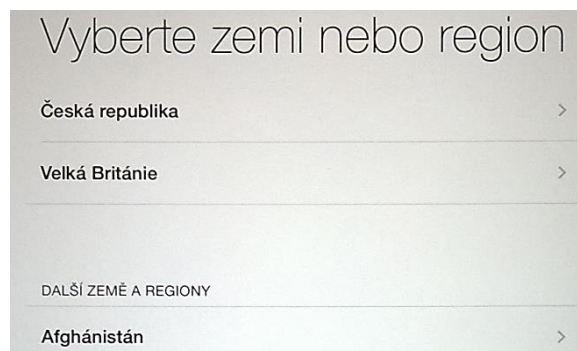 Vyberte zemi nebo region
Česká republika
Velká Británie
DALŠÍ ZEMĚ A REGIONY
Afghánistán